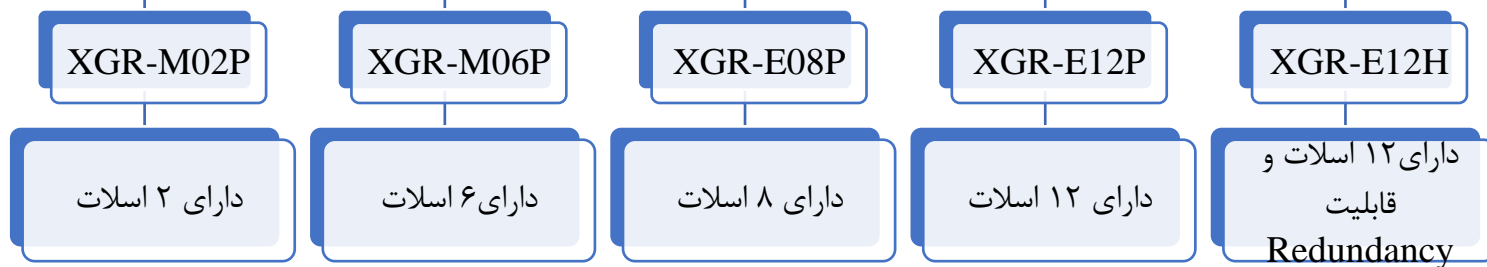 XGR-M02P
XGR-M06P
XGR-E08P
XGR-E12P
XGR-E12H
دارای ۲ اسلات
دارای۶ اسلات
دارای ۸ اسلات
دارای ۱۲ اسلات
دارای۱۲ اسلات و
قابلیت
Redundancy